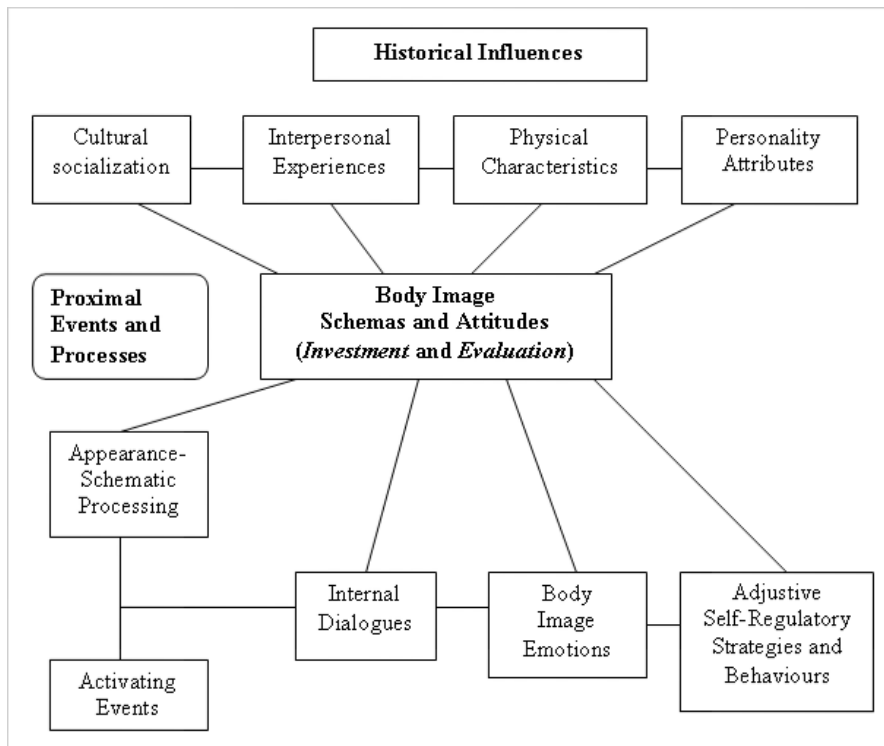 Historical Influences
Cultural
socialization
Interpersonal
Experiences
Physical
Characteristics
Personality
Attributes
Proximal
Events and
Processes
Body Image
Schemas and Attitudes
(Investment and Evaluation)
Appearance-
Schematic
Processing
Internal
Dialogues
Body
Image
Emotions
Adjustive
Self-Regulatory
Strategies and
Behaviours
Activating
Events